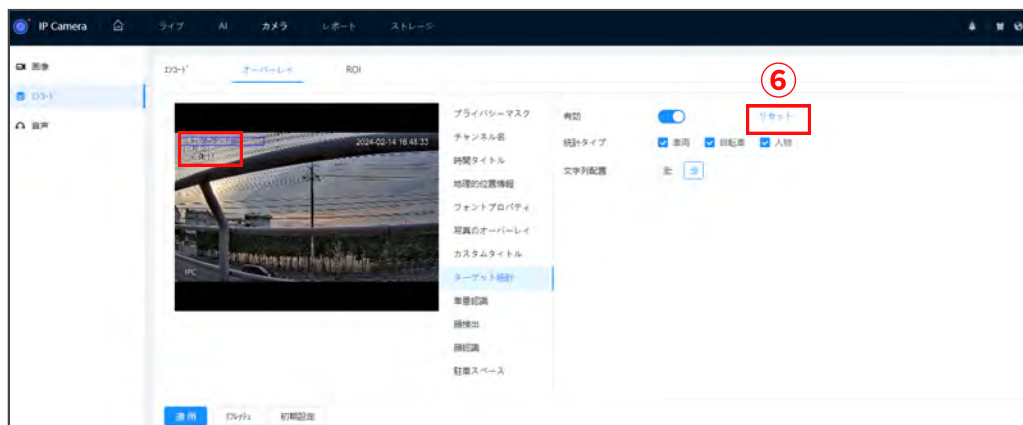 IP Camera ライブ AI カメラ レポート ストレージ
画像
エンコード
音声
エンコード オーバーレイ ROI
⑥
2024-02-14 16:48:33
IPC
プライバシーマスク
チャンネル名
時間タイトル
地理的位置情報
フォントプロパティ
写真のオーバーレイ
カスタムタイトル
ターゲット統計
車番認識
顔検出
顔認識
駐車スペース
有効 リセット
統計タイプ 車両 回転車 人物
文字列配置
適用 リフレッシュ 初期設定